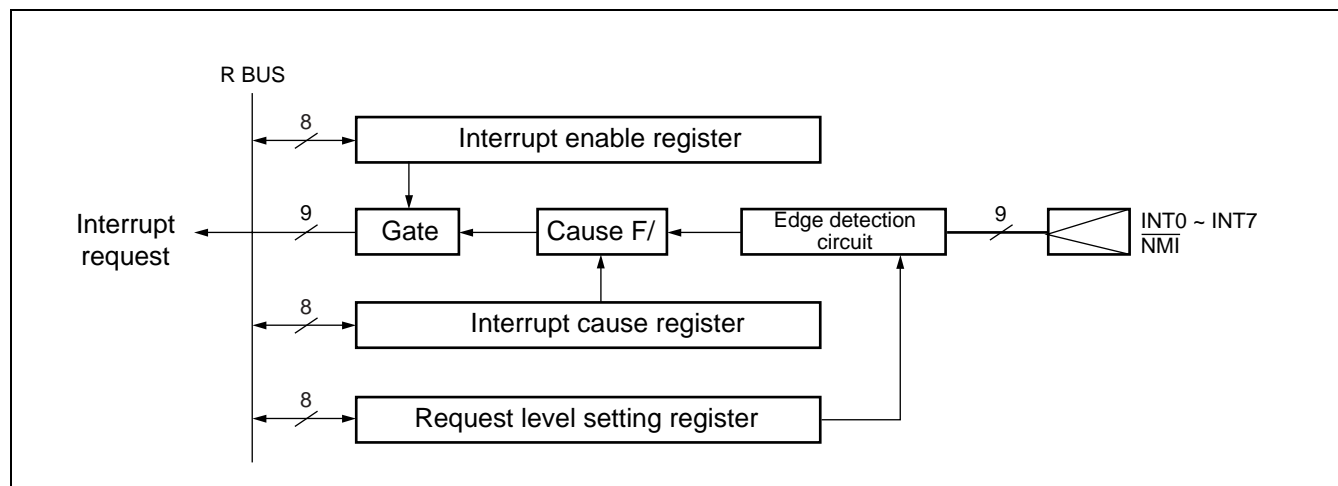 R BUS
8
Interrupt enable register
Interrupt
request
9
Gate
Cause F/
Edge detection
circuit
9
INT0 ~ INT7
NMI
8
Interrupt cause register
8
Request level setting register